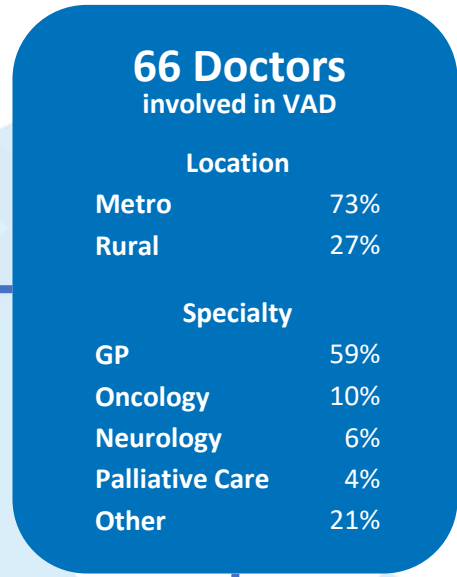 66 Doctors
involved in VAD
Location
Metro 73%
Rural 27%
Specialty
GP 59%
Oncology 10%
Neurology 6%
Palliative Care 4%
Other 21%